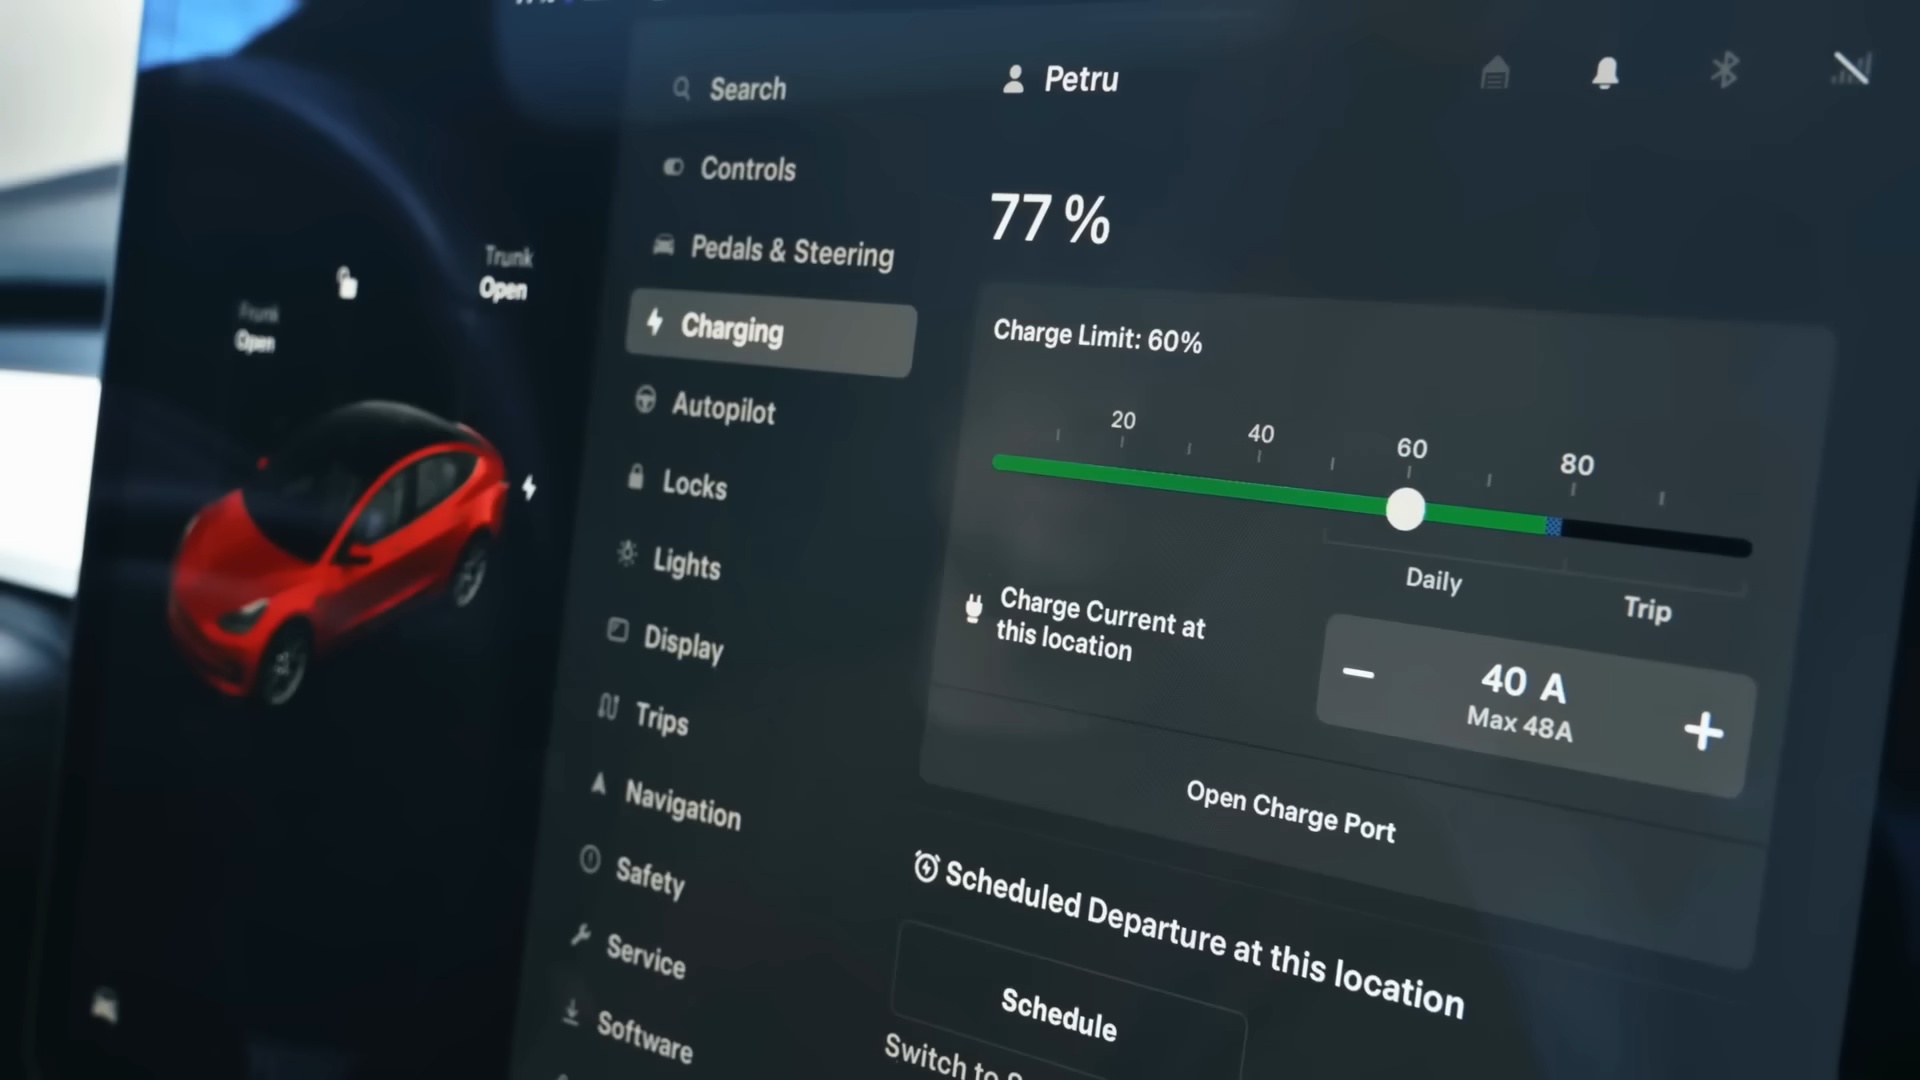 Trunk
Open
Frunk
Open
Search
Controls
Pedals & Steering
Charging
Autopilot
Locks
Lights
Display
Trips
Navigation
Safety
Service
Software
Petru
77 %
Charge Limit: 60%
20 40 60 80
Daily
Trip
Charge Current at
this location
40 A
Max 48A
Open Charge Port
Scheduled Departure at this location
Schedule
Switch to